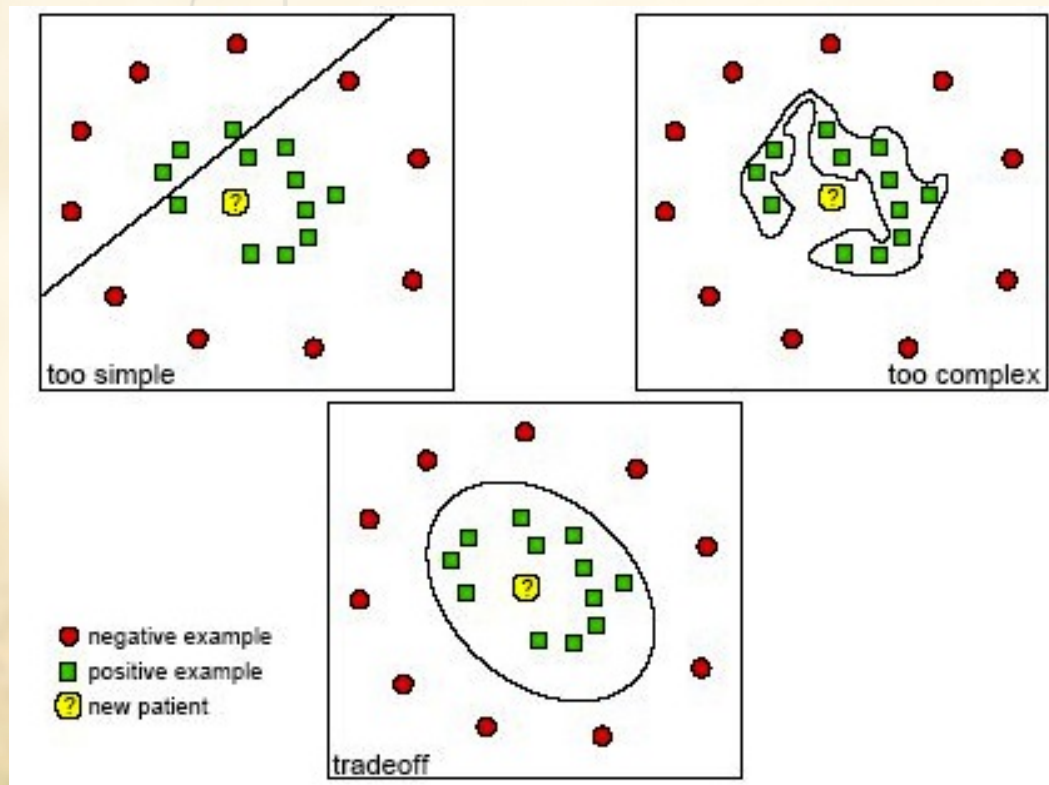 too simple
too complex
?
?
?
negative example
positive example
? new patient
tradeoff